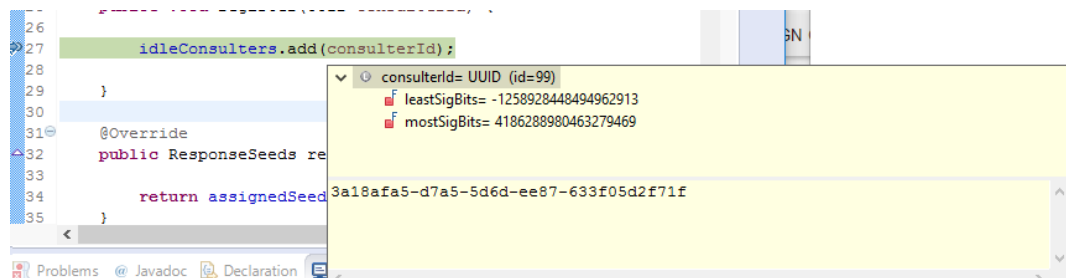 26
27 idleConsulters.add(consulterId);
28
29 }
30
31 @Override
32 public ResponseSeeds re
33
34 return assignedSeed
35 }
GN
consulterId= UUID (id=99)
leastSigBits= -1258928448494962913
mostSigBits= 4186288980463279469
3a18afa5-d7a5-5d6d-ee87-633f05d2f71f
Problems @ Javadoc Declaration